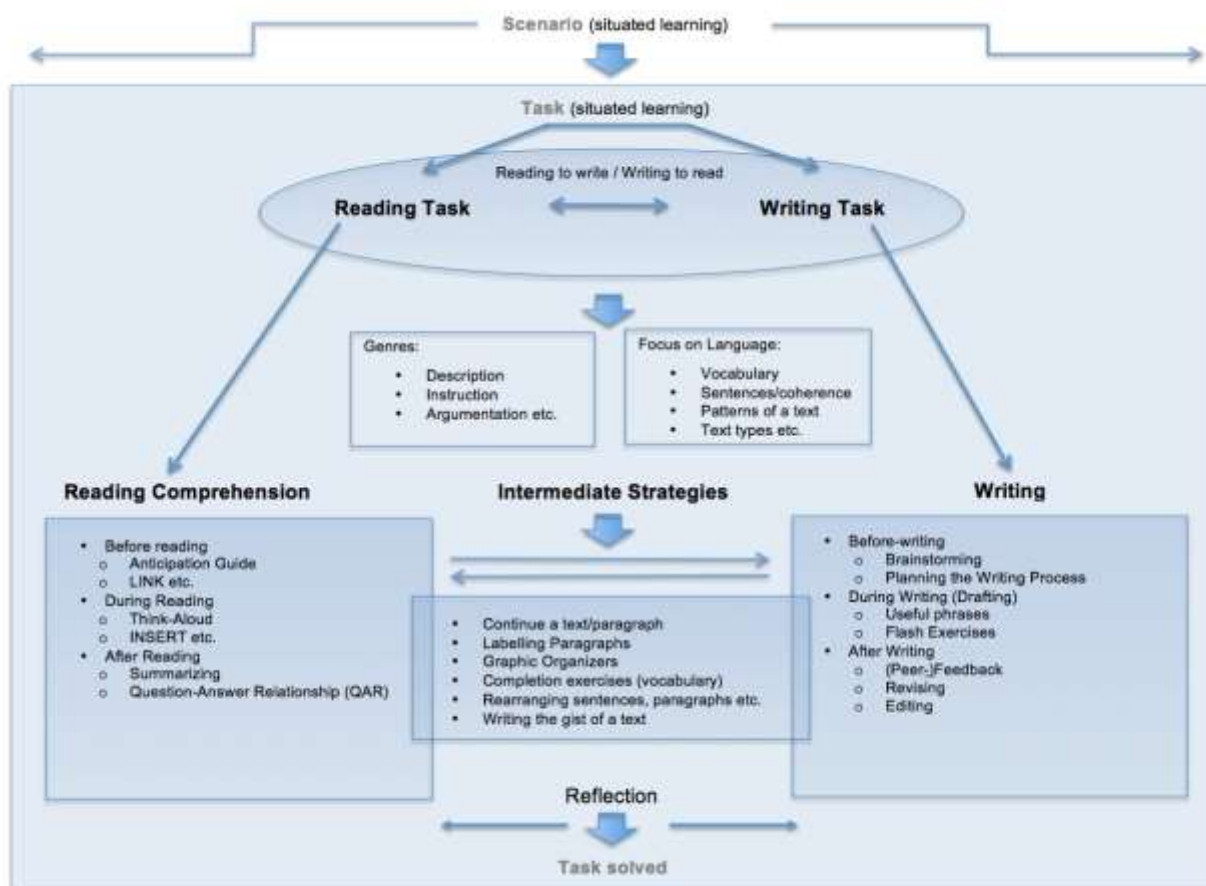 Scenario (situated learning)
Task (situated learning)
Reading to write / Writing to read
Reading Task
Writing Task
Genres:
• Description
• Instruction
• Argumentation etc.
Focus on Language:
• Vocabulary
• Sentences/coherence
• Patterns of a text
• Text types etc.
Reading Comprehension
• Before reading
o Anticipation Guide
o LINK etc.
• During Reading
o Think-Aloud
o INSERT etc.
• After Reading
o Summarizing
o Question-Answer Relationship (QAR)
Intermediate Strategies
• Continue a text/paragraph
• Labelling Paragraphs
• Graphic Organizers
• Completion exercises (vocabulary)
• Rearranging sentences, paragraphs etc.
• Writing the gist of a text
Writing
• Before-writing
o Brainstorming
o Planning the Writing Process
• During Writing (Drafting)
o Useful phrases
o Flash Exercises
• After Writing
o (Peer-)Feedback
o Revising
o Editing
Reflection
Task solved